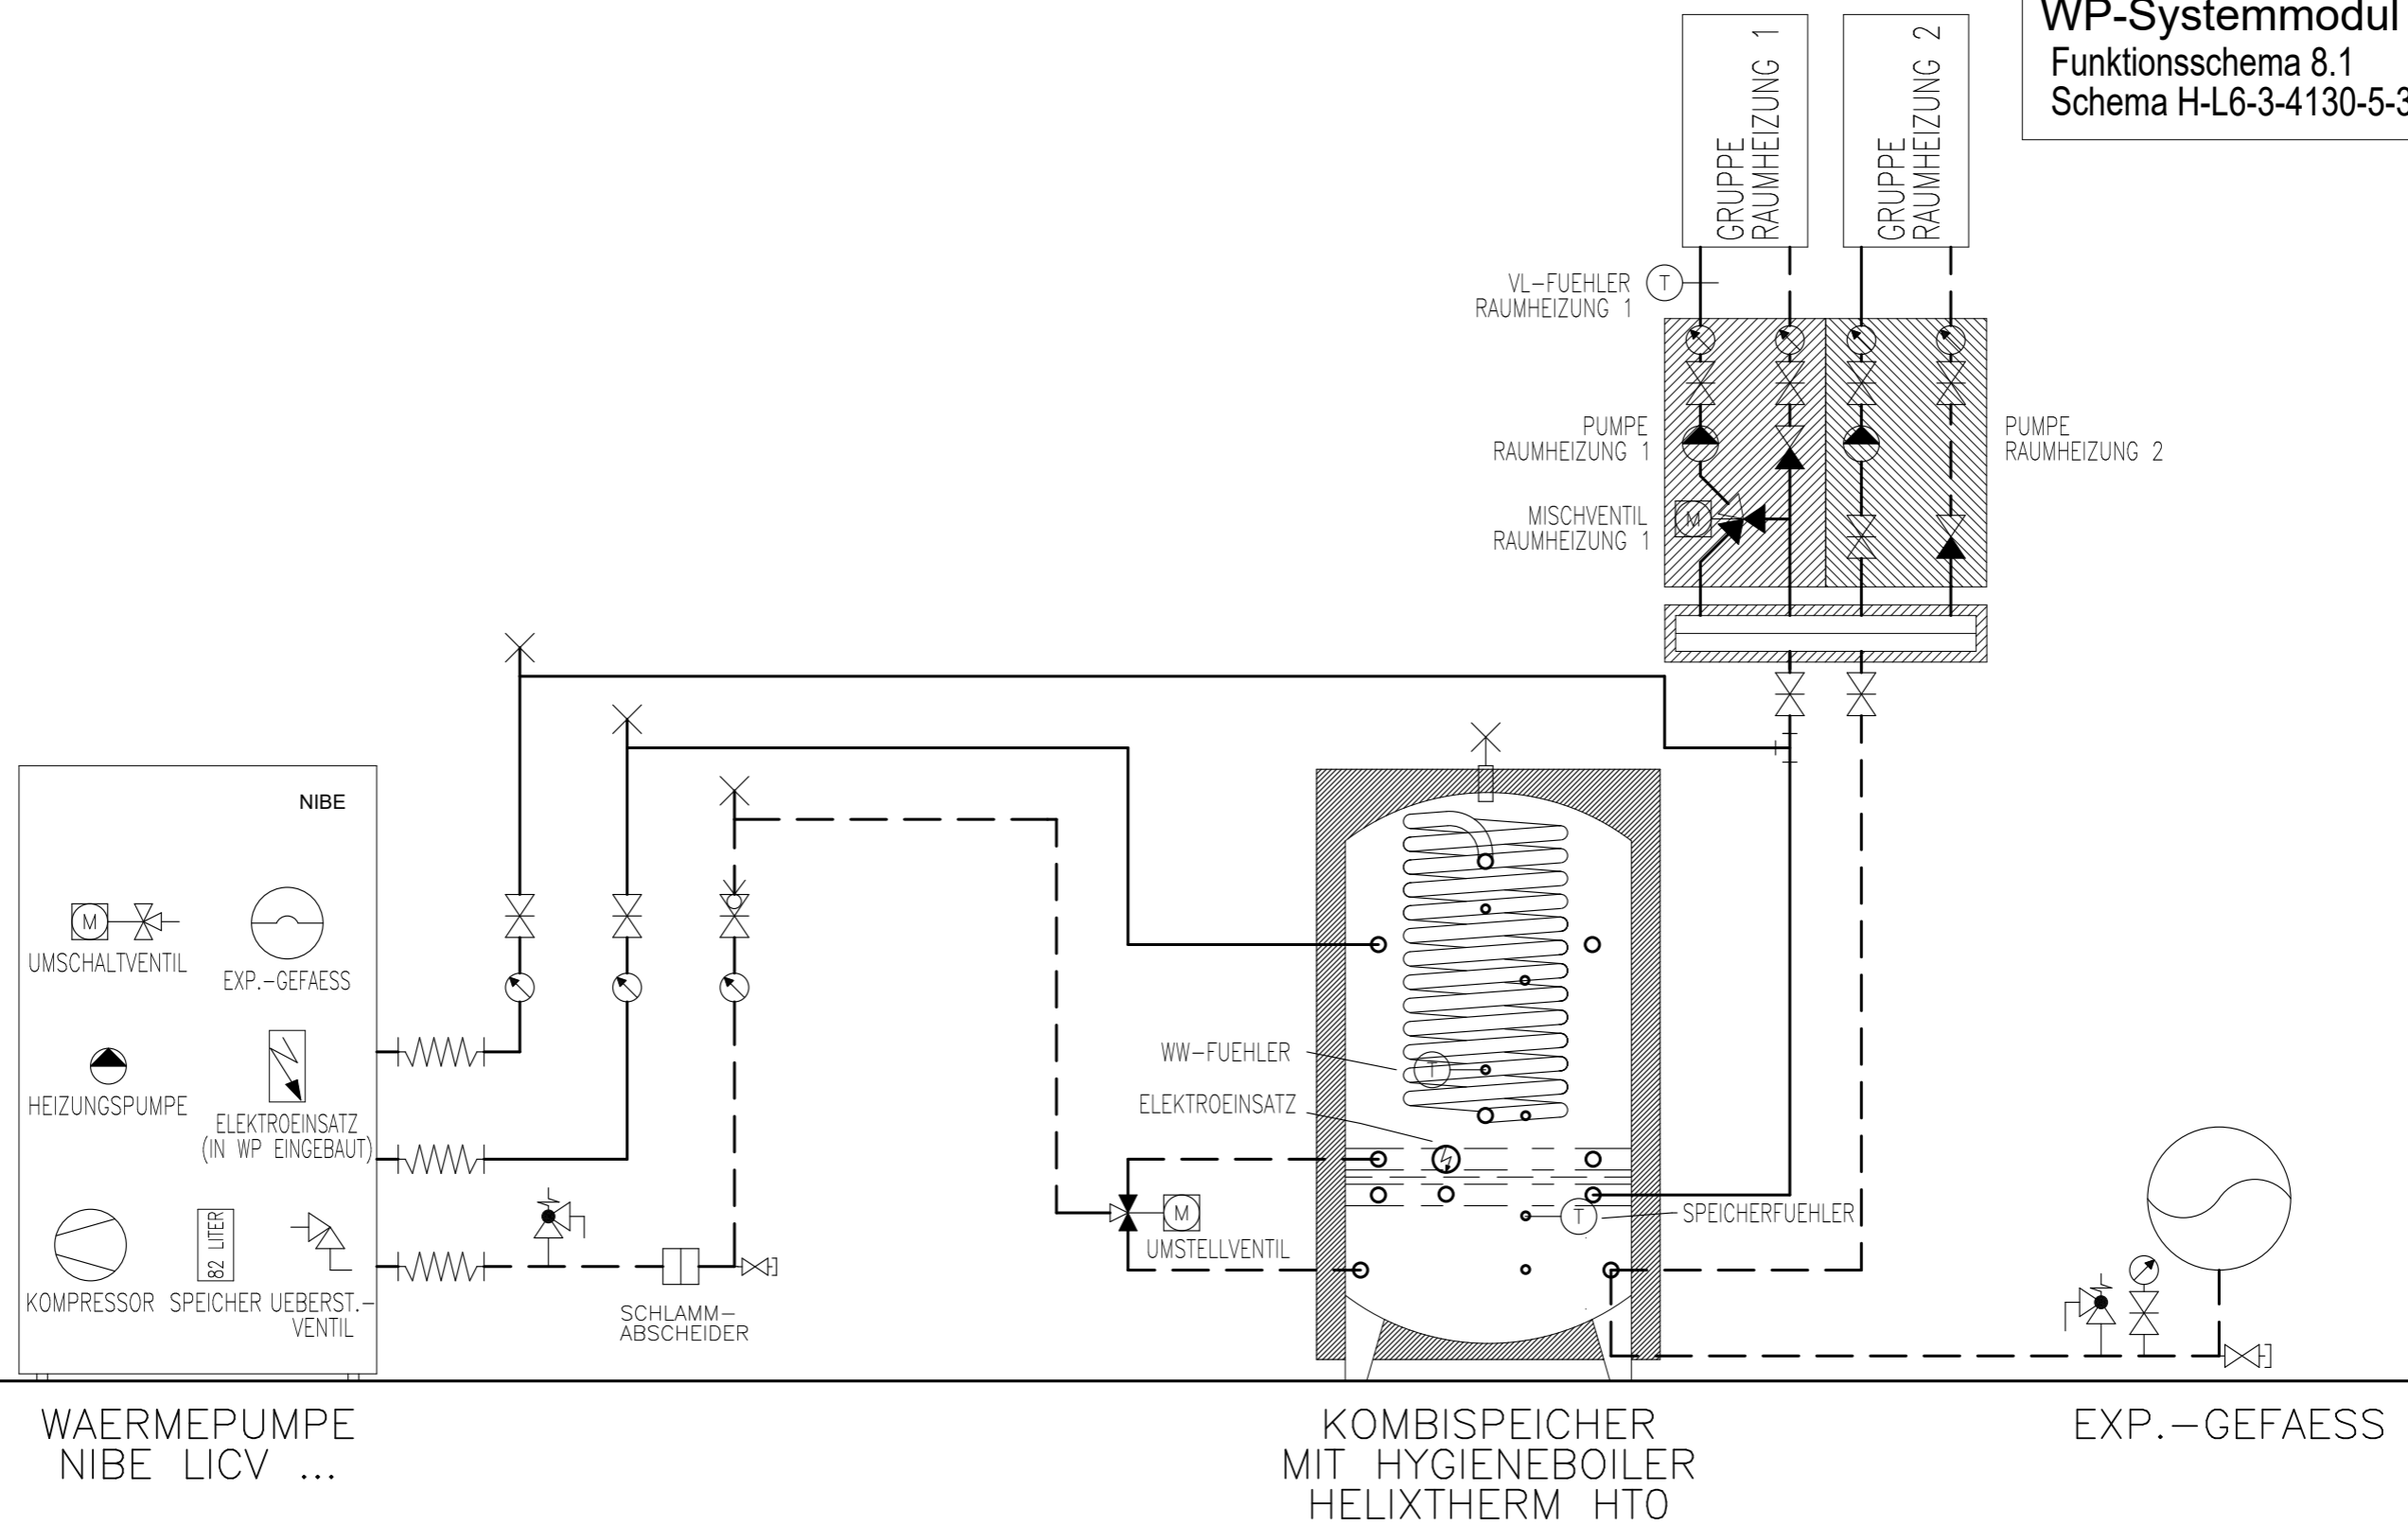 WP-Systemmodul
Funktionsschema 8.1
Schema H-L6-3-4130-5-3
GRUPPE
RAUMHEIZUNG 1
GRUPPE
RAUMHEIZUNG 2
VL-FUEHLER
RAUMHEIZUNG 1
T
PUMPE
RAUMHEIZUNG 1
PUMPE
RAUMHEIZUNG 2
MISCHVENTIL
RAUMHEIZUNG 1
M
NIBE
M
UMSCHALTVENTIL
EXP.-GEFAESS
HEIZUNGSPUMPE
ELEKTROEINSATZ
(IN WP EINGEBAUT)
82 LITER
KOMPRESSOR
SPEICHER
UEBERST.-
VENTIL
SCHLAMM-
ABSCHEIDER
WW-FUEHLER
T
ELEKTROEINSATZ
M
UMSTELLVENTIL
T
SPEICHERFUEHLER
WAERMEPUMPE
NIBE LICV ...
KOMBISPEICHER
MIT HYGIENEBOILER
HELIXTHERM HTO
EXP.-GEFAESS